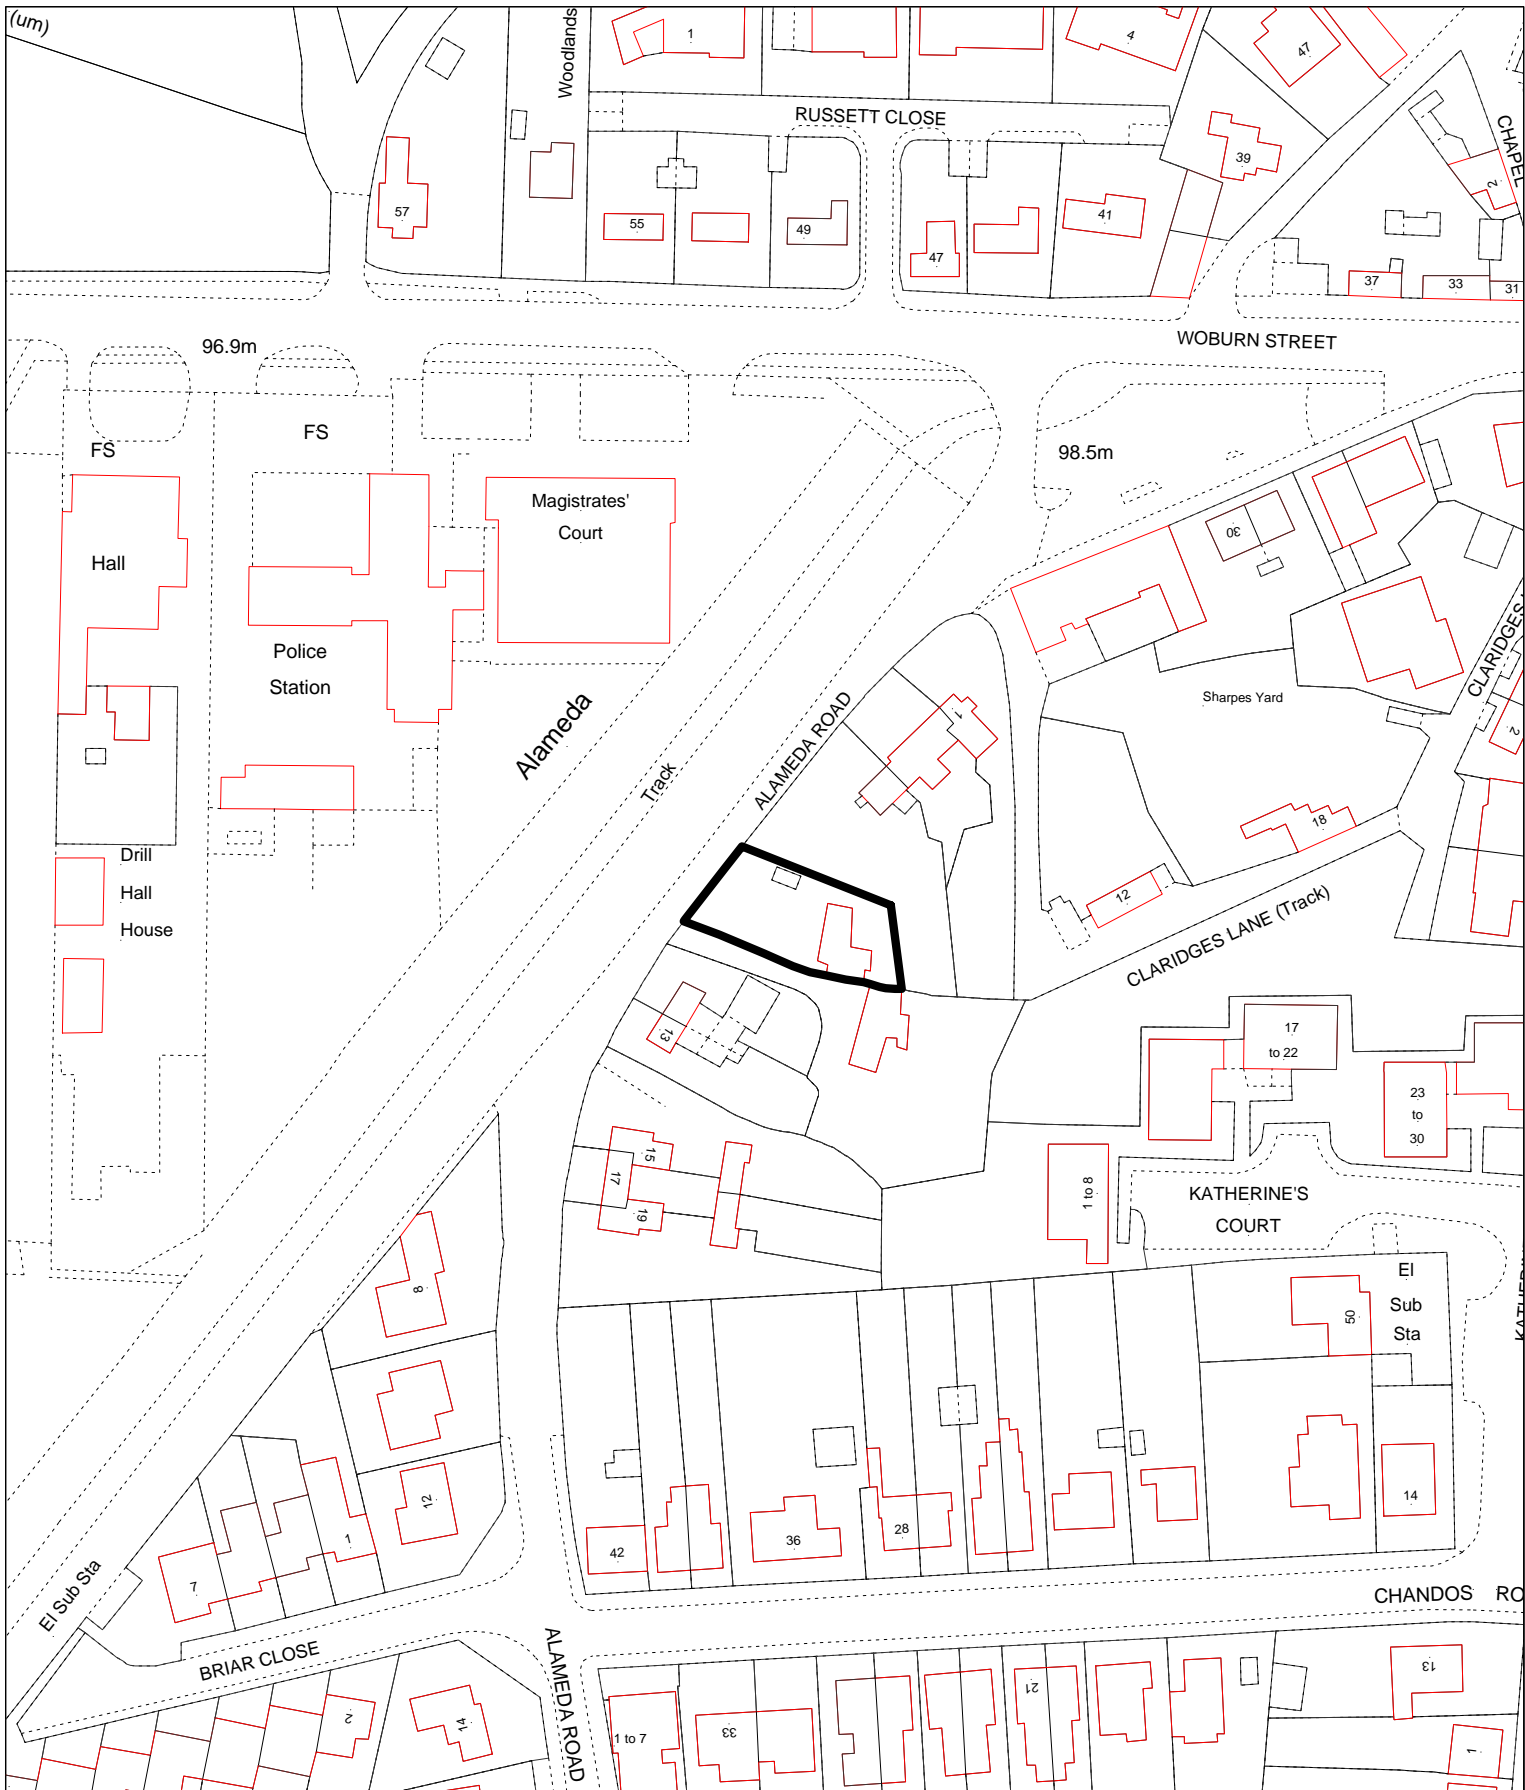 (um)
Woodlands
1
4
47
RUSSETT CLOSE
CHAPEL
39
2
57
55
49
47
41
37
33
31
WOBURN STREET
96.9m
FS
FS
98.5m
Magistrates'
Court
30
Hall
Police
Station
Alameda
Track
ALAMEDA ROAD
1
Sharpes Yard
CLARIDGES
2
18
12
CLARIDGES LANE (Track)
Drill
Hall
House
13
17
to 22
23
to
30
15
17
19
1 to 8
KATHERINE'S
COURT
El
Sub
Sta
50
8
12
1
7
El Sub Sta
42
36
28
14
CHANDOS RO
BRIAR CLOSE
ALAMEDA ROAD
2
14
1 to 7
33
21
13
1